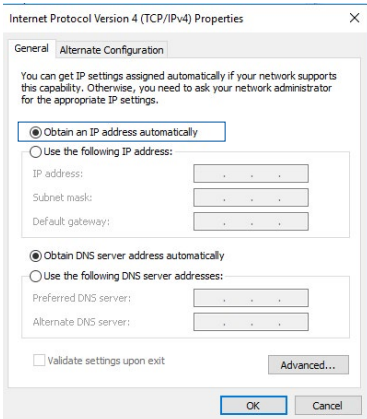 Internet Protocol Version 4 (TCP/IPv4) Properties
General
Alternate Configuration
You can get IP settings assigned automatically if your network supports
this capability. Otherwise, you need to ask your network administrator
for the appropriate IP settings.
Obtain an IP address automatically
Use the following IP address:
IP address:
Subnet mask:
Default gateway:
Obtain DNS server address automatically
Use the following DNS server addresses:
Preferred DNS server:
Alternate DNS server:
Validate settings upon exit
Advanced...
OK
Cancel